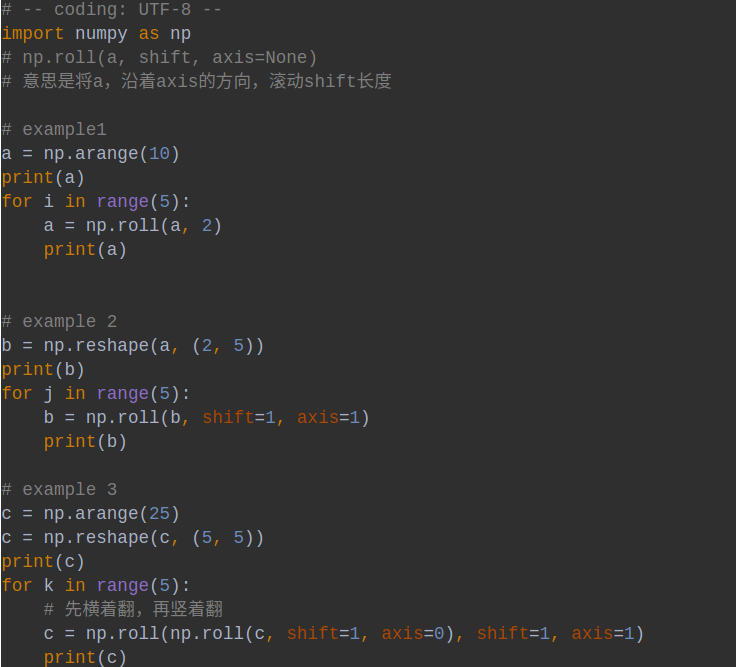 # -- coding: UTF-8 --
import numpy as np
# np.roll(a, shift, axis=None)
# 意思是将a，沿着axis的方向，滚动shift长度
# example1
a = np.arange(10)
print(a)
for i in range(5):
    a = np.roll(a, 2)
    print(a)
# example 2
b = np.reshape(a, (2, 5))
print(b)
for j in range(5):
    b = np.roll(b, shift=1, axis=1)
    print(b)
# example 3
c = np.arange(25)
c = np.reshape(c, (5, 5))
print(c)
for k in range(5):
    # 先横着翻，再竖着翻
    c = np.roll(np.roll(c, shift=1, axis=0), shift=1, axis=1)
    print(c)